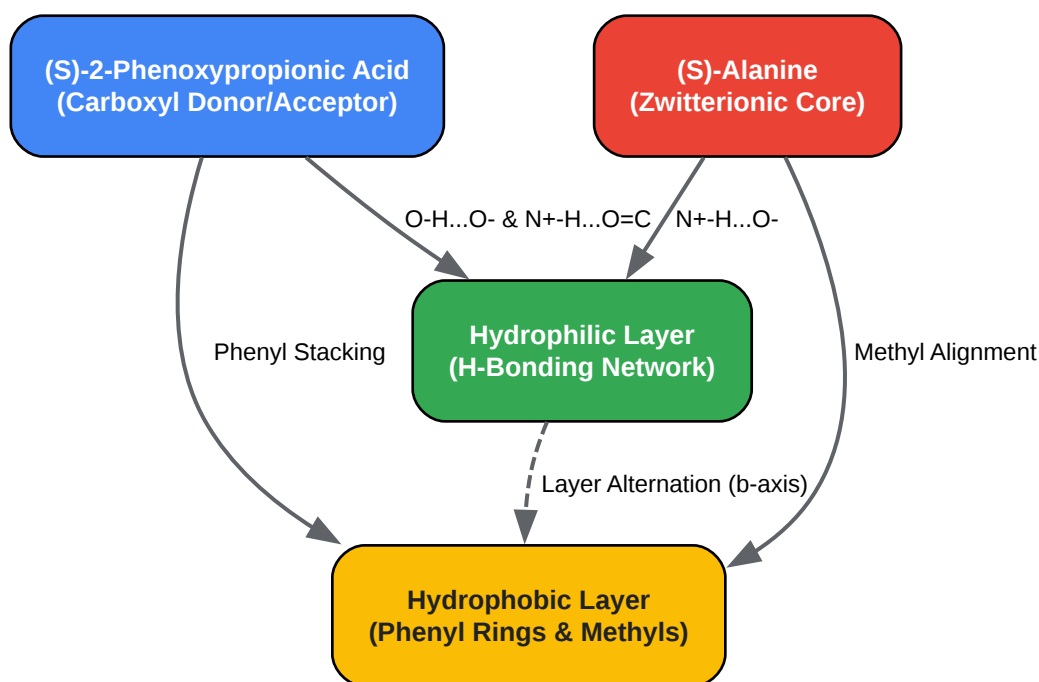 (S)-2-Phenoxypropionic Acid
(Carboxyl Donor/Acceptor)
(S)-Alanine
(Zwitterionic Core)
O-H...O- & N+-H...O=C
N+-H...O-
Hydrophilic Layer
(H-Bonding Network)
Phenyl Stacking
Methyl Alignment
Layer Alternation (b-axis)
Hydrophobic Layer
(Phenyl Rings & Methyls)